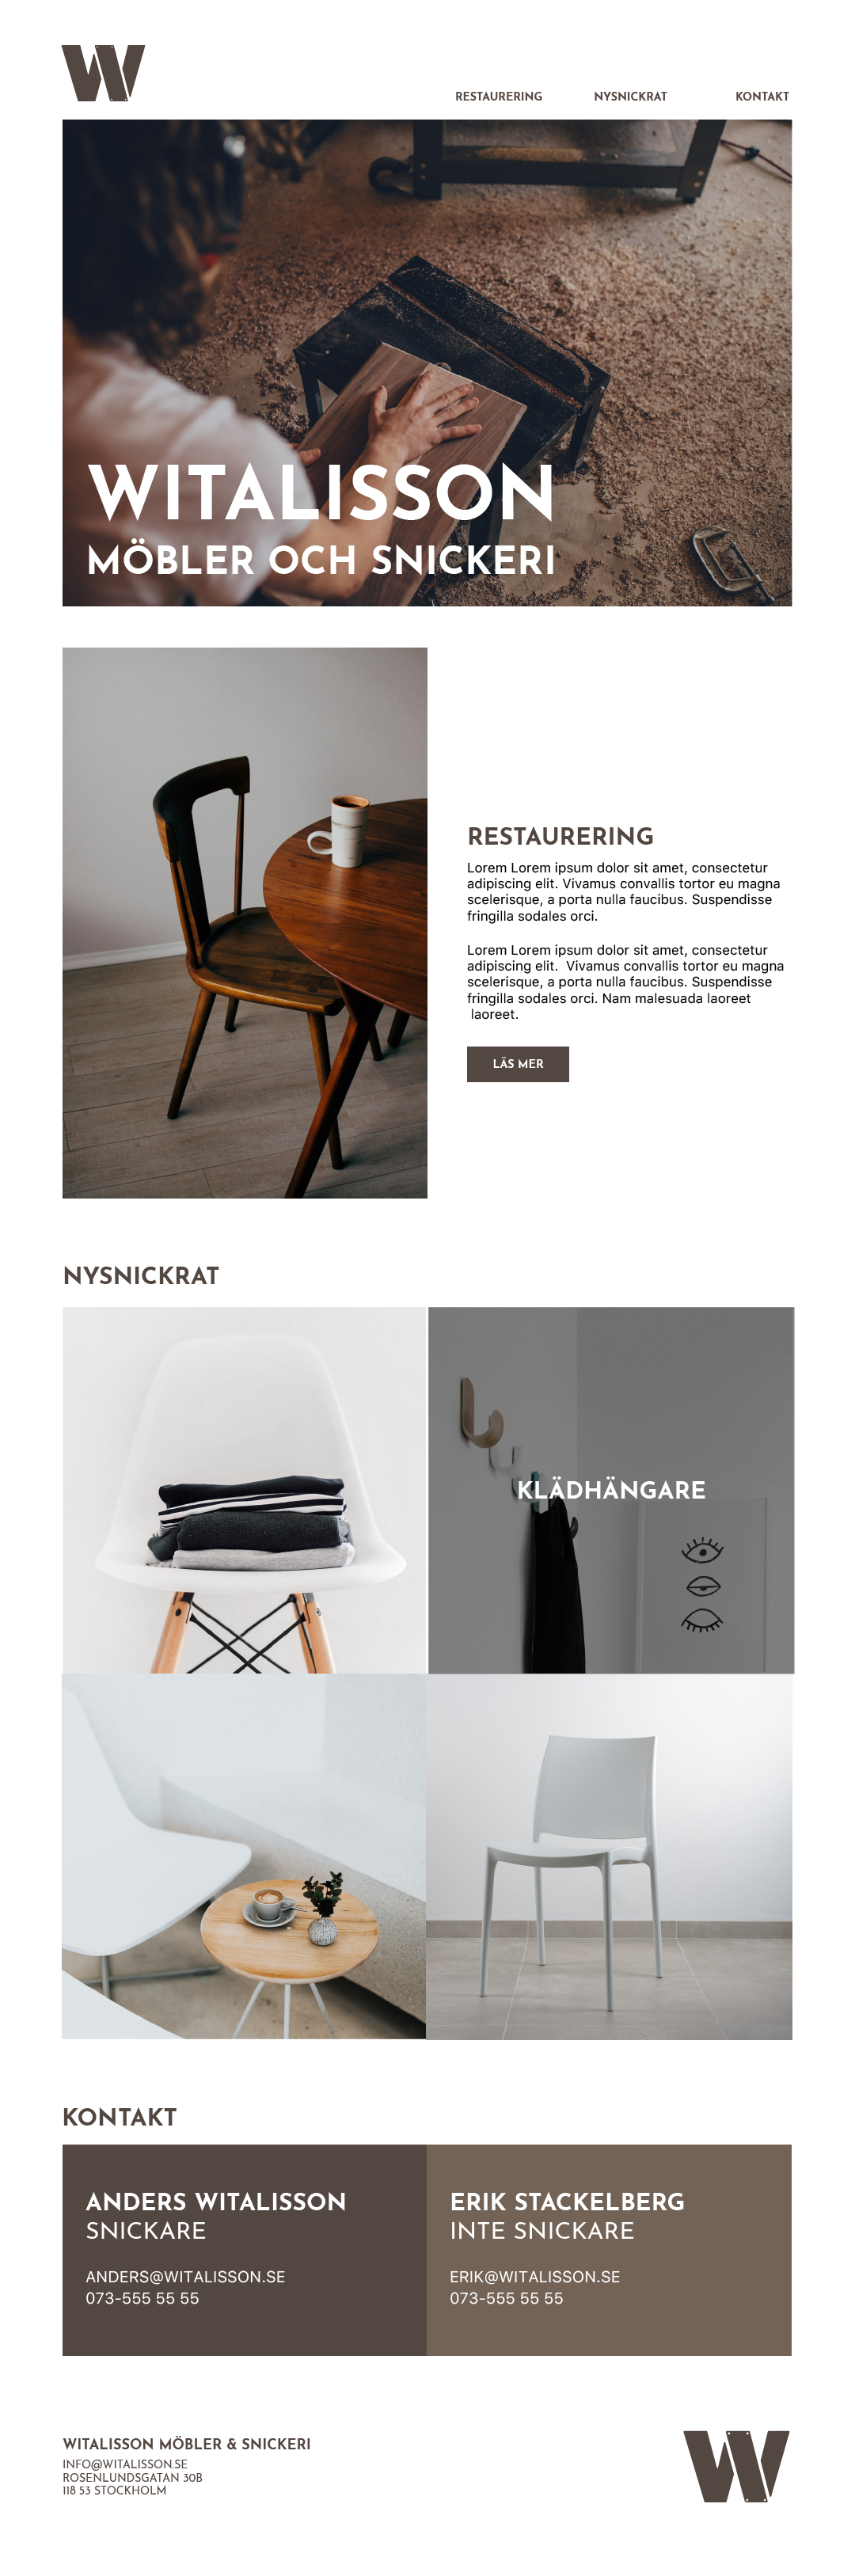 W
RESTAURERING NYSNICKRAT KONTAKT
WITALISSON
MÖBLER OCH SNICKERI
RESTAURERING
Lorem Lorem ipsum dolor sit amet, consectetur
adipiscing elit. Vivamus convallis tortor eu magna
scelerisque, a porta nulla faucibus. Suspendisse
fringilla sodales orci.
Lorem Lorem ipsum dolor sit amet, consectetur
adipiscing elit.  Vivamus convallis tortor eu magna
scelerisque, a porta nulla faucibus. Suspendisse
fringilla sodales orci. Nam malesuada laoreet
laoreet.
LÄS MER
NYSNICKRAT
KLÄDHÄNGARE
KONTAKT
ANDERS WITALISSON
SNICKARE
ANDERS@WITALISSON.SE
073-555 55 55
ERIK STACKELBERG
INTE SNICKARE
ERIK@WITALISSON.SE
073-555 55 55
WITALISSON MÖBLER & SNICKERI
INFO@WITALISSON.SE
ROSENLUNDSGATAN 30B
118 53 STOCKHOLM
W